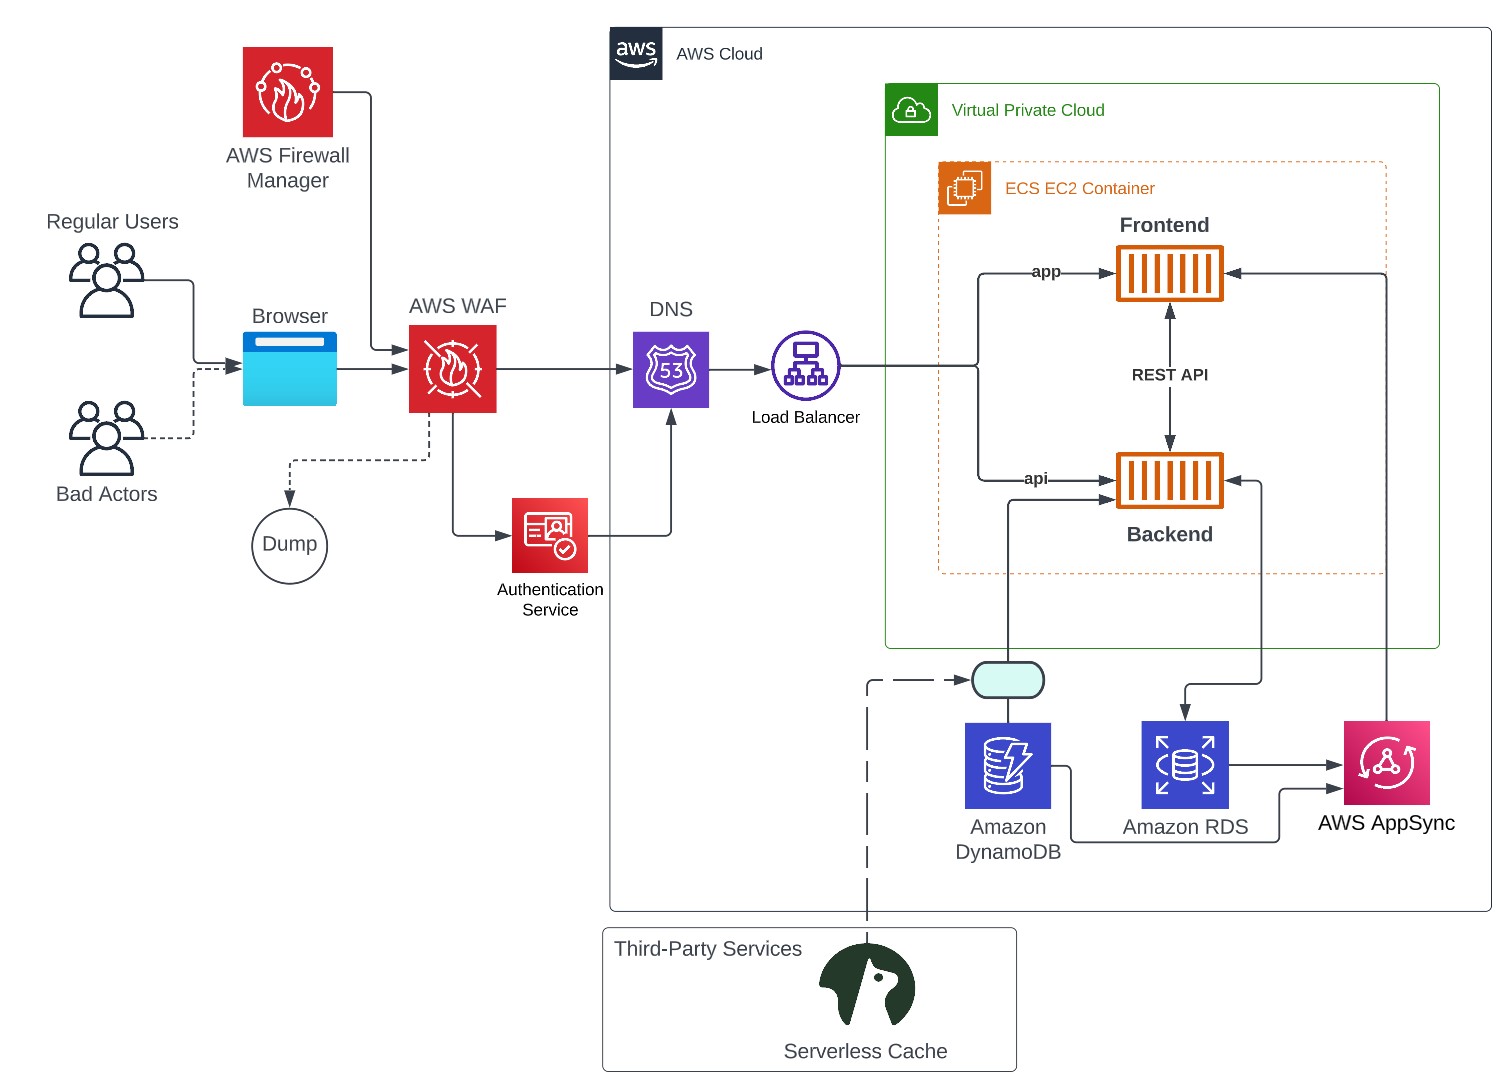 aws
AWS Cloud
Virtual Private Cloud
AWS Firewall
Manager
ECS EC2 Container
Regular Users
Frontend
app
Browser
AWS WAF
DNS
53
REST API
Load Balancer
api
Bad Actors
Backend
Dump
Authentication
Service
Amazon
DynamoDB
Amazon RDS
AWS AppSync
Third-Party Services
Serverless Cache